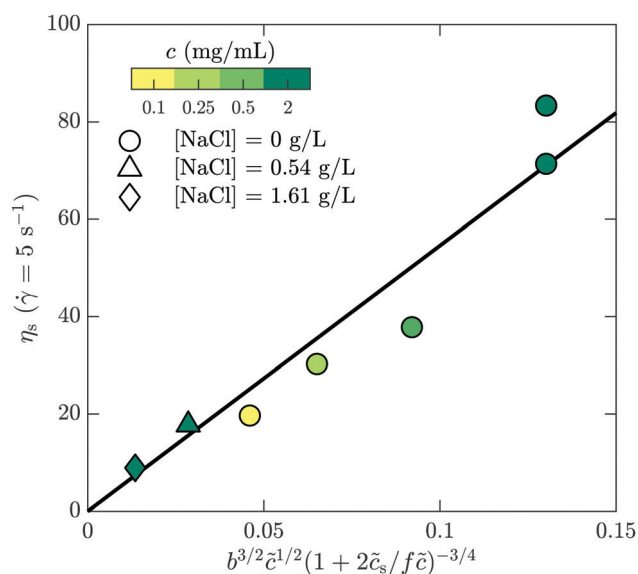 100
80
60
40
20
0
ηs (γ̇ = 5 s⁻¹)
c (mg/mL)
0.1 0.25 0.5 2
[NaCl] = 0 g/L
[NaCl] = 0.54 g/L
[NaCl] = 1.61 g/L
0 0.05 0.1 0.15
b^{3/2}c̃^{1/2}(1 + 2c̃s/fc̃)^{−3/4}